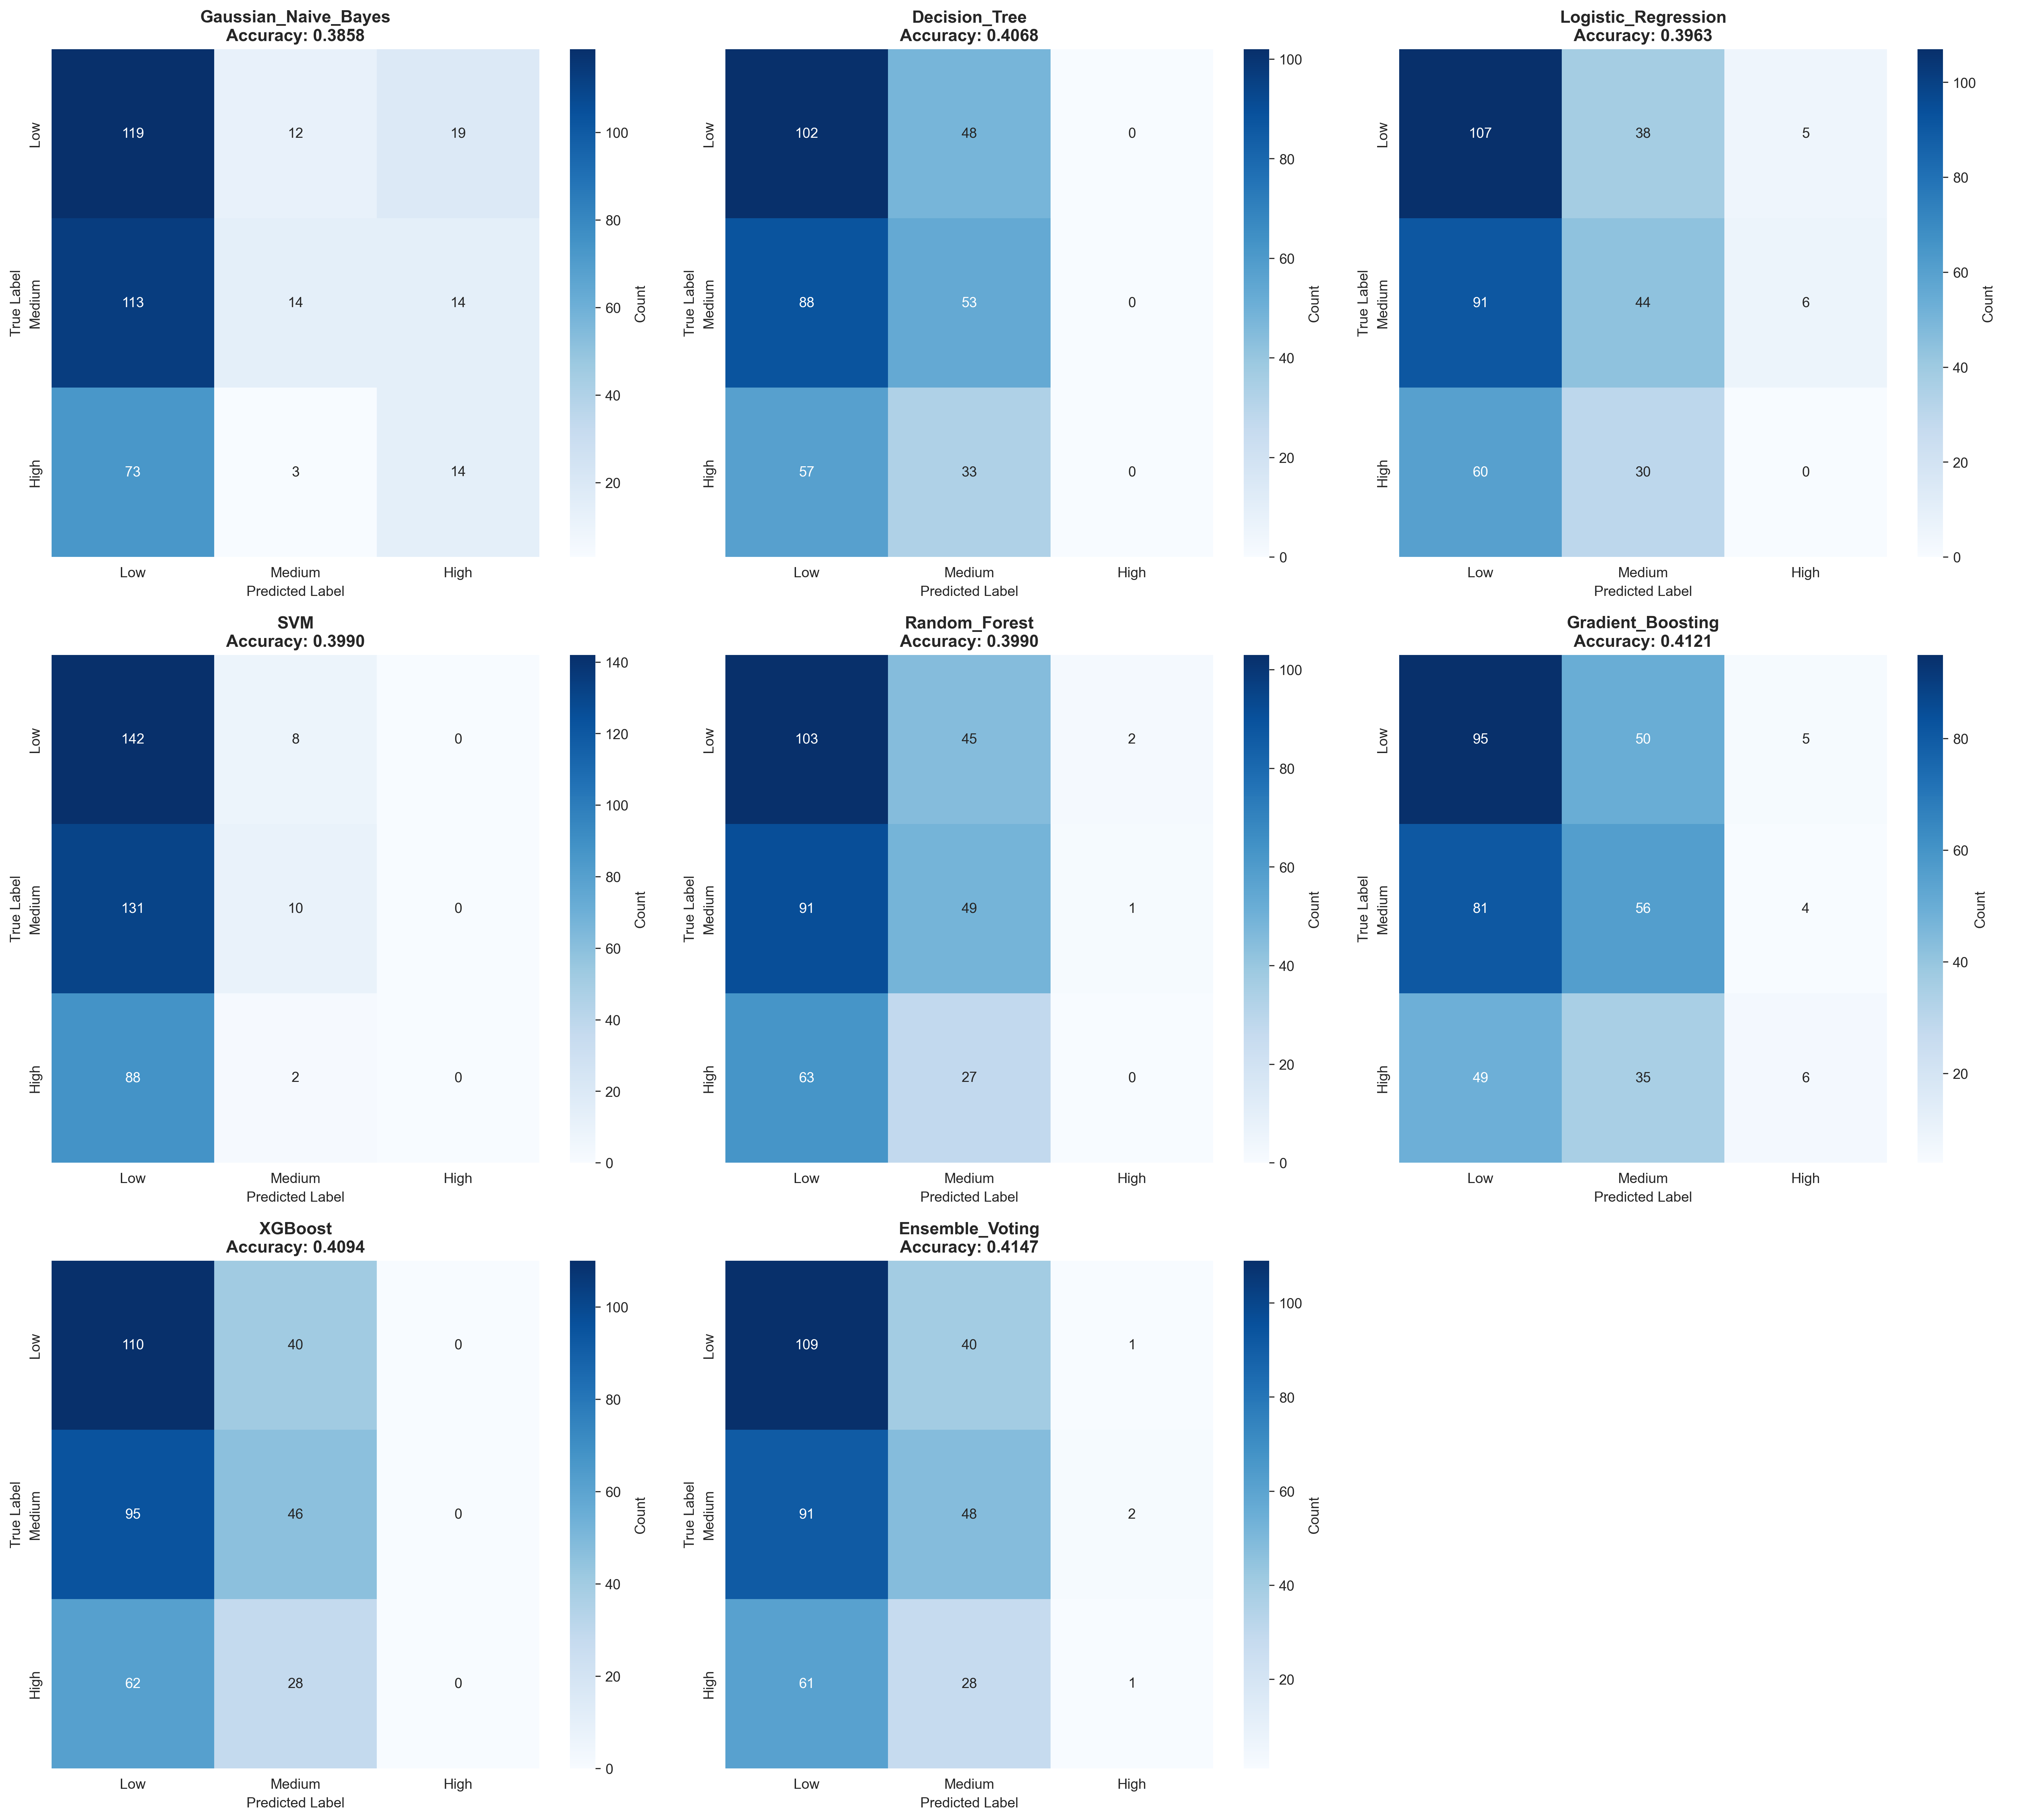 Gaussian_Naive_Bayes
Accuracy: 0.3858
Low
119
12
19
True Label
Medium
113
14
14
High
73
3
14
Low
Medium
High
Predicted Label
100
80
60
40
20
Count
Decision_Tree
Accuracy: 0.4068
Low
102
48
0
True Label
Medium
88
53
0
High
57
33
0
Low
Medium
High
Predicted Label
100
80
60
40
20
0
Count
Logistic_Regression
Accuracy: 0.3963
Low
107
38
5
True Label
Medium
91
44
6
High
60
30
0
Low
Medium
High
Predicted Label
100
80
60
40
20
0
Count
SVM
Accuracy: 0.3990
Low
142
8
0
True Label
Medium
131
10
0
High
88
2
0
Low
Medium
High
Predicted Label
140
120
100
80
60
40
20
0
Count
Random_Forest
Accuracy: 0.3990
Low
103
45
2
True Label
Medium
91
49
1
High
63
27
0
Low
Medium
High
Predicted Label
100
80
60
40
20
0
Count
Gradient_Boosting
Accuracy: 0.4121
Low
95
50
5
True Label
Medium
81
56
4
High
49
35
6
Low
Medium
High
Predicted Label
80
60
40
20
Count
XGBoost
Accuracy: 0.4094
Low
110
40
0
True Label
Medium
95
46
0
High
62
28
0
Low
Medium
High
Predicted Label
100
80
60
40
20
0
Count
Ensemble_Voting
Accuracy: 0.4147
Low
109
40
1
True Label
Medium
91
48
2
High
61
28
1
Low
Medium
High
Predicted Label
100
80
60
40
20
Count